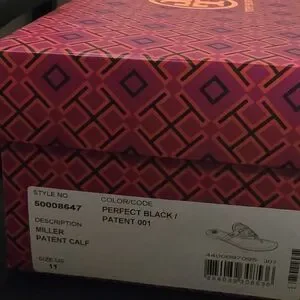 STYLE NO.
50008647
COLOR/CODE
PERFECT BLACK /
PATENT 001
DESCRIPTION
MILLER
PATENT CALF
SIZE US
11